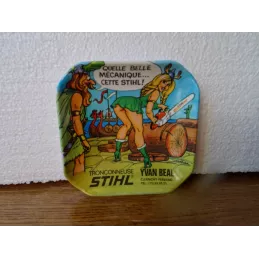 QUELLE BELLE
MÉCANIQUE...
CETTE STIHL!
TRONÇONNEUSE
STIHL
YVAN BEAL